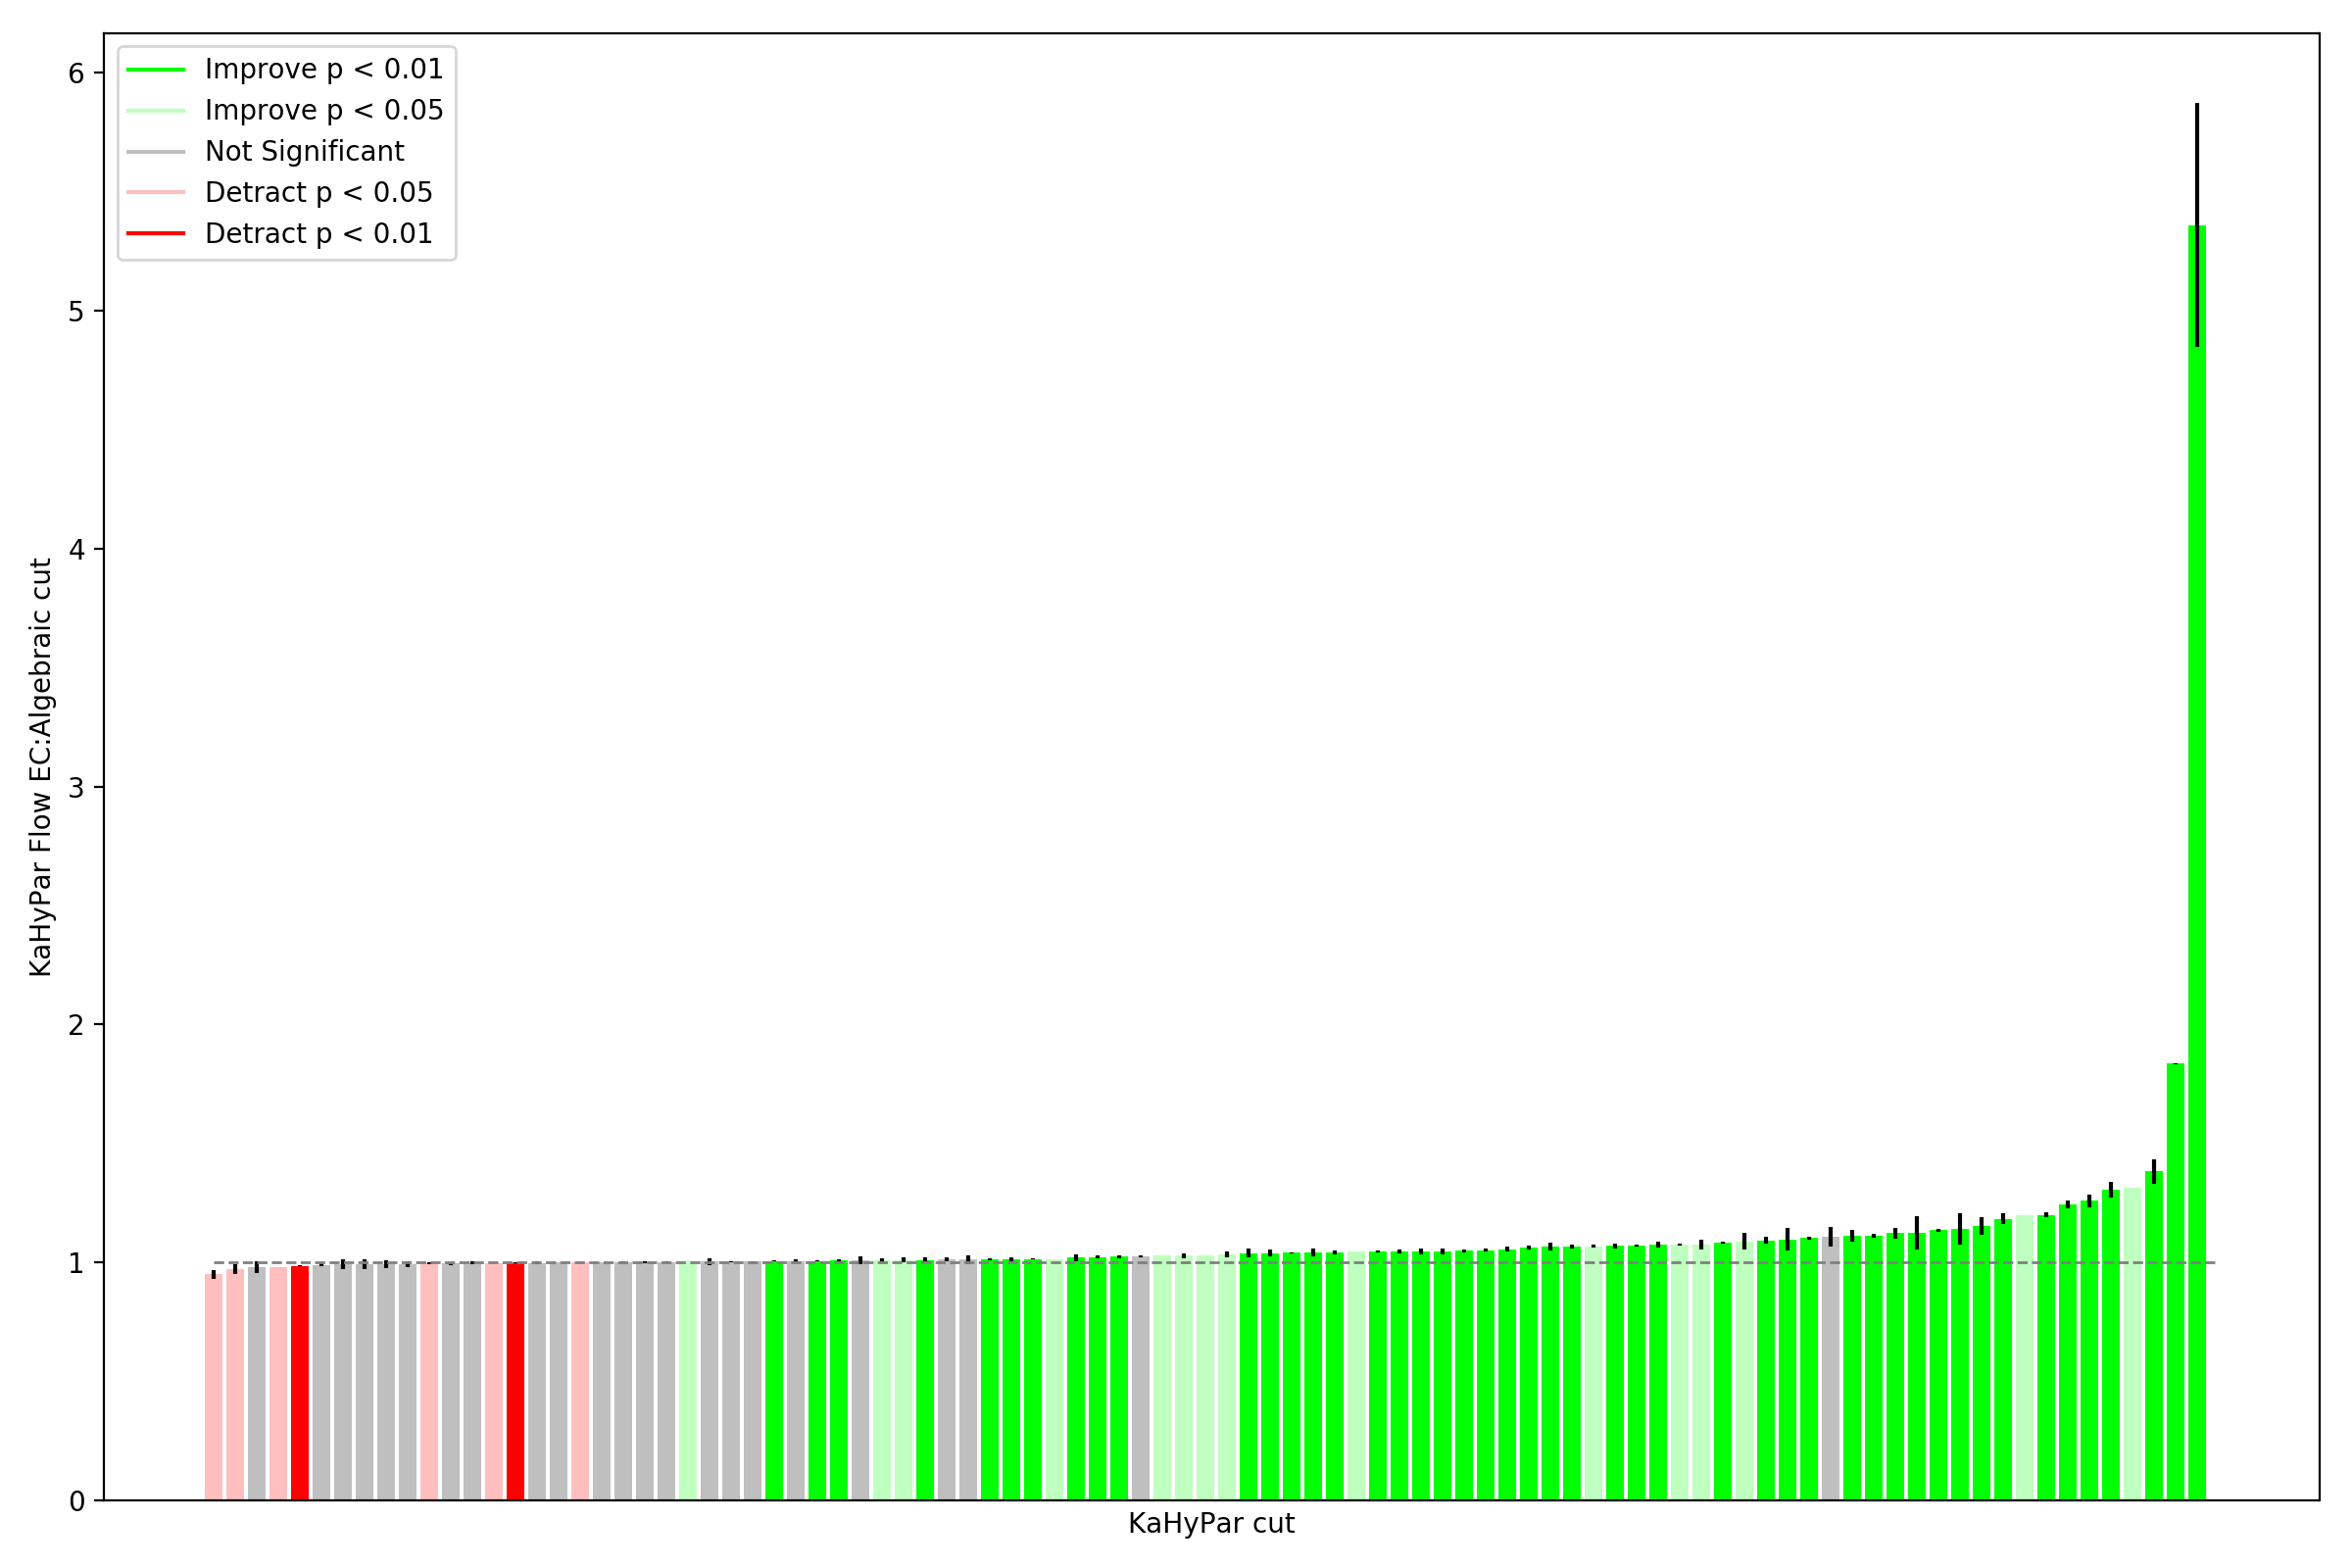 Improve p < 0.01
Improve p < 0.05
Not Significant
Detract p < 0.05
Detract p < 0.01
6
5
4
3
2
1
0
KaHyPar Flow EC:Algebraic cut
KaHyPar cut